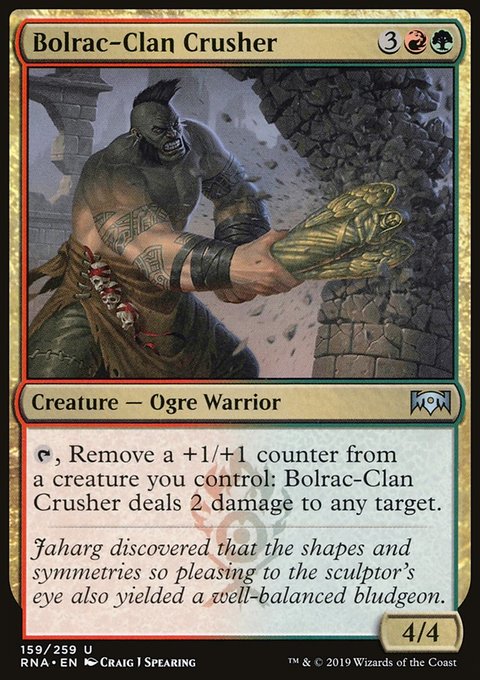 Bolrac-Clan Crusher 3
Creature — Ogre Warrior
, Remove a +1/+1 counter from
a creature you control: Bolrac-Clan
Crusher deals 2 damage to any target.
Jaharg discovered that the shapes and
symmetries so pleasing to the sculptor's
eye also yielded a well-balanced bludgeon.
4/4
159/259 U
RNA • EN Craig J Spearing
™ & © 2019 Wizards of the Coast